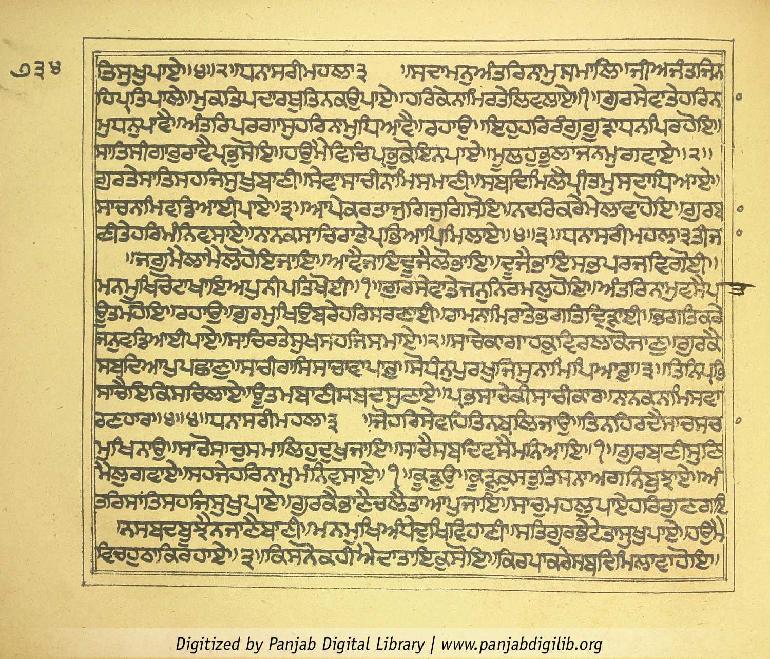 ੭੩੪
ਤਿਸੁਖੁਪਾਏ॥੪॥੨॥ਧਨਾਸਰੀਮਹਲਾ੩ ॥ਸਦਾਮਨੁਅੰਤਰਿਨਾਮੁਸਮਾਲਿ॥ਜੀਅਜੰਤਜਿਨ
ਹਿਪ੍ਰਤਿਪਾਲੇ॥ਮੁਕਤਿਪਦਾਰਥੁਤਿਨਕਉਪਾਏ॥ਹਰਿਕੈਨਾਮਿਰਤੇਲਿਵਲਾਏ॥੧॥ਗੁਰਸੇਵਾਤੇਹਰਿਨਾ
ਮੁਧਨੁਪਾਵੈ॥ਅੰਤਰਿਪਰਗਾਸੁਹਰਿਨਾਮੁਧਿਆਵੈ॥ਰਹਾਉ॥ਇਹੁਹਰਿਰੰਗੁਗੂੜਾਧਨਪਿਰਹੋਇ॥
ਸਾਂਤਿਸੀਗਾਰੁਰਾਵੈਪ੍ਰਭੁਸੋਇ॥ਹਉਮੈਵਿਚਿਪ੍ਰਭੁਕੋਇਨਪਾਏ॥ਮੂਲਹੁਭੁਲਾਜਨਮੁਗਵਾਏ॥੨॥
ਗੁਰਤੇਸਾਤਿਸਹਜਿਸੁਖੁਬਾਣੀ॥ਸੇਵਾਸਾਚੀਨਾਮਿਸਮਾਣੀ॥ਸਬਦਿਮਿਲੈਪ੍ਰੀਤਮੁਸਦਾਧਿਆਏ॥
ਸਾਚਨਾਮਿਵਡਿਆਈਪਾਏ॥੩॥ਆਪੇਕਰਤਾਜੁਗਿਜੁਗਿਸੋਇ॥ਨਦਰਿਕਰੇਮੇਲਾਵਾਹੋਇ॥ਗੁਰਬਾ
ਣੀਤੇਹਰਿਮੰਨਿਵਸਾਏ॥ਨਾਨਕਸਾਚਿਰਾਤੇਪ੍ਰਭਿਆਪਿਮਿਲਾਏ॥੪॥੩॥ਧਨਾਸਰੀਮਹਲਾ੩ਤੀਜਾ
॥ਜਗੁਮੈਲਾਮੈਲੋਹੋਇਜਾਇ॥ਆਵੈਜਾਇਦੂਜੈਲੋਭਾਇ॥ਦੂਜੈਭਾਇਸਭਪਰਜਵਿਗੋਈ॥
ਮਨਮੁਖਿਚੋਟਾਖਾਇਅਪੁਨੀਪਤਿਖੋਈ॥੧॥ਗੁਰਸੇਵਾਤੇਜਨੁਨਿਰਮਲੁਹੋਇ॥ਅੰਤਰਿਨਾਮੁਵਸੈਪ
ਊਤਮਹੋਇ॥ਰਹਾਉ॥ਗੁਰਮੁਖਿਉਬਰੇਹਰਿਸਰਣਾਈ॥ਰਾਮਨਾਮਿਰਾਤੇਭਗਤਿਦ੍ਰਿੜਾਈ॥ਭਗਤਿਕਰੇ
ਜਨੁਵਡਿਆਈਪਾਏ॥ਸਾਚਿਰਤੇਸੁਖਸਹਜਿਸਮਾਏ॥੨॥ਸਾਚੇਕਾਗਾਹਕੁਵਿਰਲਾਕੋਜਾਣੁ॥ਗੁਰਕੈ
ਸਬਦਿਆਪੁਪਛਾਣੁ॥ਸਾਚੀਰਾਸਿਸਾਚਾਵਾਪਾਰੁ॥ਸੋਧੰਨੁਪੁਰਖੁਜਿਸੁਨਾਮਿਪਿਆਰੁ॥੩॥ਤਿਨਿਪ੍ਰਭਿ
ਸਾਚੈਇਕਿਸਚਿਲਾਏ॥ਊਤਮਬਾਣੀਸਬਦੁਸੁਣਾਏ॥ਪ੍ਰਭਸਾਚੇਕੀਸਾਚੀਕਾਰ॥ਨਾਨਕਨਾਮਿਸਵਾ
ਰਣਹਾਰ॥੪॥੪॥ਧਨਾਸਰੀਮਹਲਾ੩ ॥ਜੋਹਰਿਸੇਵਹਿਤਿਨਬਲਿਜਾਉ॥ਤਿਨਹਿਰਦੈਸਾਚਸਚਾ
ਮੁਖਿਨਾਉ॥ਸਾਚੋਸਾਚੁਸਮਾਲਿਹੁਦੁਖੁਜਾਇ॥ਸਾਚੈਸਬਦਿਵਸੈਮਨਿਆਇ॥੧॥ਗੁਰਬਾਣੀਸੁਣਿ
ਮੈਲੁਗਵਾਏ॥ਸਹਜੇਹਰਿਨਾਮੁਮੰਨਿਵਸਾਏ॥੧॥ਰਹਾਉ॥ਕੂੜੁਕੁਸਤੁਤ੍ਰਿਸਨਾਅਗਨਿਬੁਝਾਏ॥ਅੰ
ਤਰਿਸਾਂਤਿਸਹਜਿਸੁਖੁਪਾਏ॥ਗੁਰਕੈਭਾਣੈਚਲੈਤਾਆਪੁਜਾਇ॥ਸਾਚੁਮਹਲੁਪਾਏਹਰਿਗੁਣਗਾਇ
॥ਨਸਬਦੁਬੂਝੈਨਜਾਣੈਬਾਣੀ॥ਮਨਮੁਖਿਅੰਧੇਦੁਖਿਵਿਹਾਣੀ॥ਸਤਿਗੁਰੁਭੇਟੇਤਾਸੁਖੁਪਾਏ॥ਹਉਮੈ
ਵਿਚਹੁਠਾਕਿਰਹਾਏ॥੩॥ਕਿਸਨੋਕਹੀਐਦਾਤਾਇਕੁਸੋਇ॥ਕਿਰਪਾਕਰੇਸਬਦਿਮਿਲਾਵਾਹੋਇ॥
Digitized by Panjab Digital Library | www.panjabdigilib.org